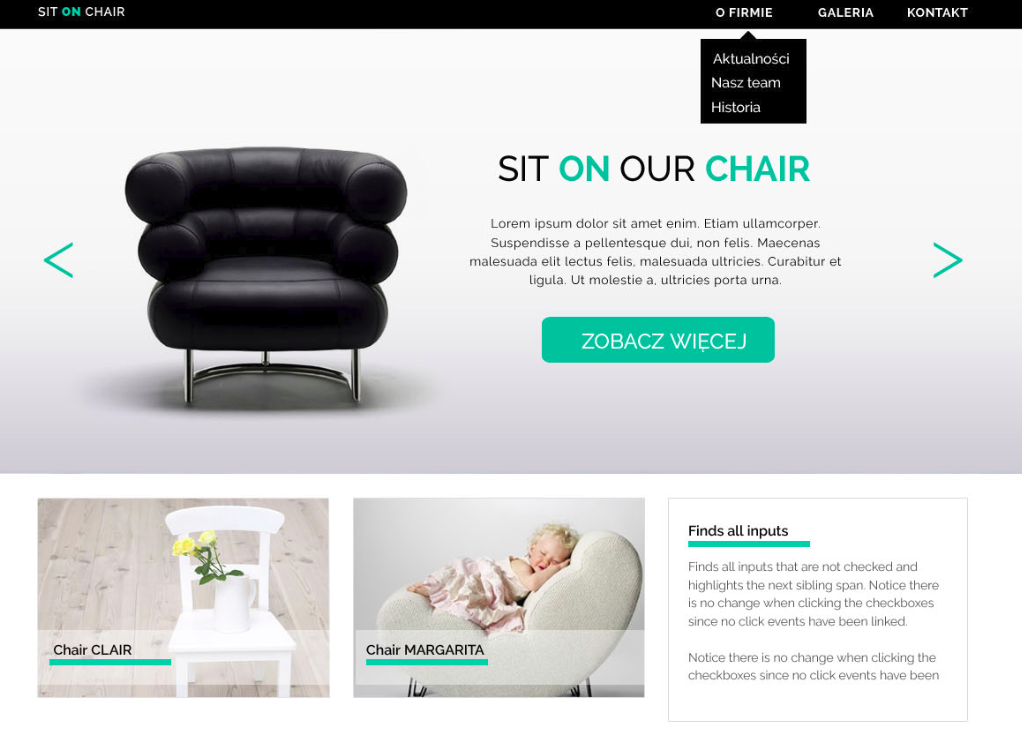 SIT ON CHAIR
O FIRMIE
GALERIA
KONTAKT
Aktualności
Nasz team
Historia
SIT ON OUR CHAIR
Lorem ipsum dolor sit amet enim. Etiam ullamcorper.
Suspendisse a pellentesque dui, non felis. Maecenas
malesuada elit lectus felis, malesuada ultricies. Curabitur et
ligula. Ut molestie a, ultricies porta urna.
ZOBACZ WIĘCEJ
Chair CLAIR
Chair MARGARITA
Finds all inputs
Finds all inputs that are not checked and
highlights the next sibling span. Notice there
is no change when clicking the checkboxes
since no click events have been linked.
Notice there is no change when clicking the
checkboxes since no click events have been